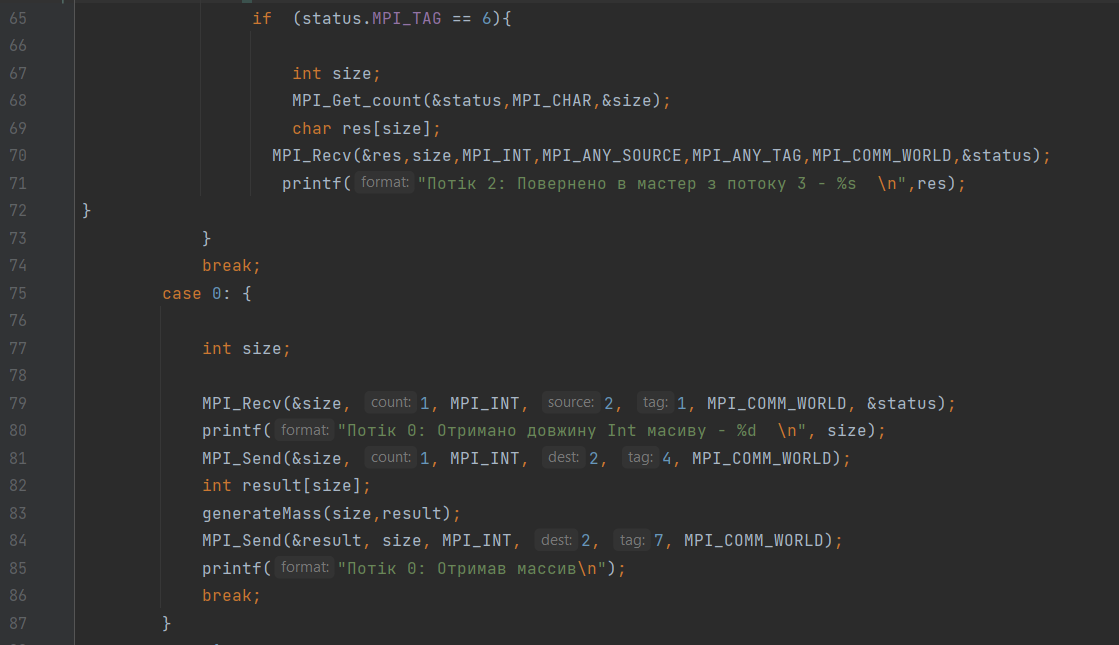 65 if (status.MPI_TAG == 6){
66
67 int size;
68 MPI_Get_count(&status,MPI_CHAR,&size);
69 char res[size];
70 MPI_Recv(&res,size,MPI_INT,MPI_ANY_SOURCE,MPI_ANY_TAG,MPI_COMM_WORLD,&status);
71 printf( format: "Потік 2: Повернено в мастер з потоку 3 - %s  \n",res);
72 }
73 }
74 break;
75 case 0: {
76
77 int size;
78
79 MPI_Recv(&size, count: 1, MPI_INT, source: 2, tag: 1, MPI_COMM_WORLD, &status);
80 printf( format: "Потік 0: Отримано довжину Int масиву - %d  \n", size);
81 MPI_Send(&size, count: 1, MPI_INT, dest: 2, tag: 4, MPI_COMM_WORLD);
82 int result[size];
83 generateMass(size,result);
84 MPI_Send(&result, size, MPI_INT, dest: 2, tag: 7, MPI_COMM_WORLD);
85 printf( format: "Потік 0: Отримав массив\n");
86 break;
87 }